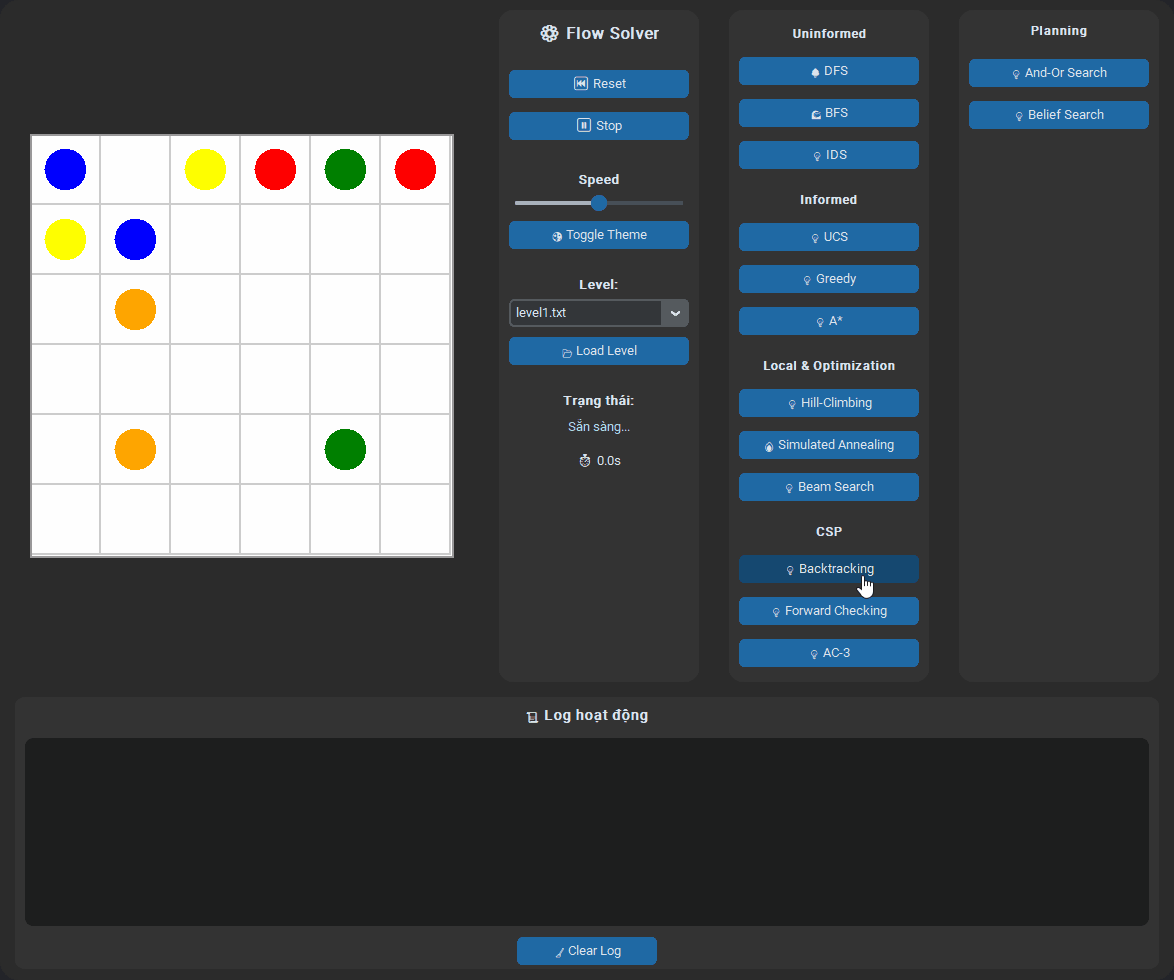 Flow Solver
Reset
Stop
Speed
Toggle Theme
Level:
level1.txt
Load Level
Trạng thái:
Sẵn sàng...
0.0s
Uninformed
DFS
BFS
IDS
Informed
UCS
Greedy
A*
Local & Optimization
Hill-Climbing
Simulated Annealing
Beam Search
CSP
Backtracking
Forward Checking
AC-3
Planning
And-Or Search
Belief Search
Log hoạt động
Clear Log